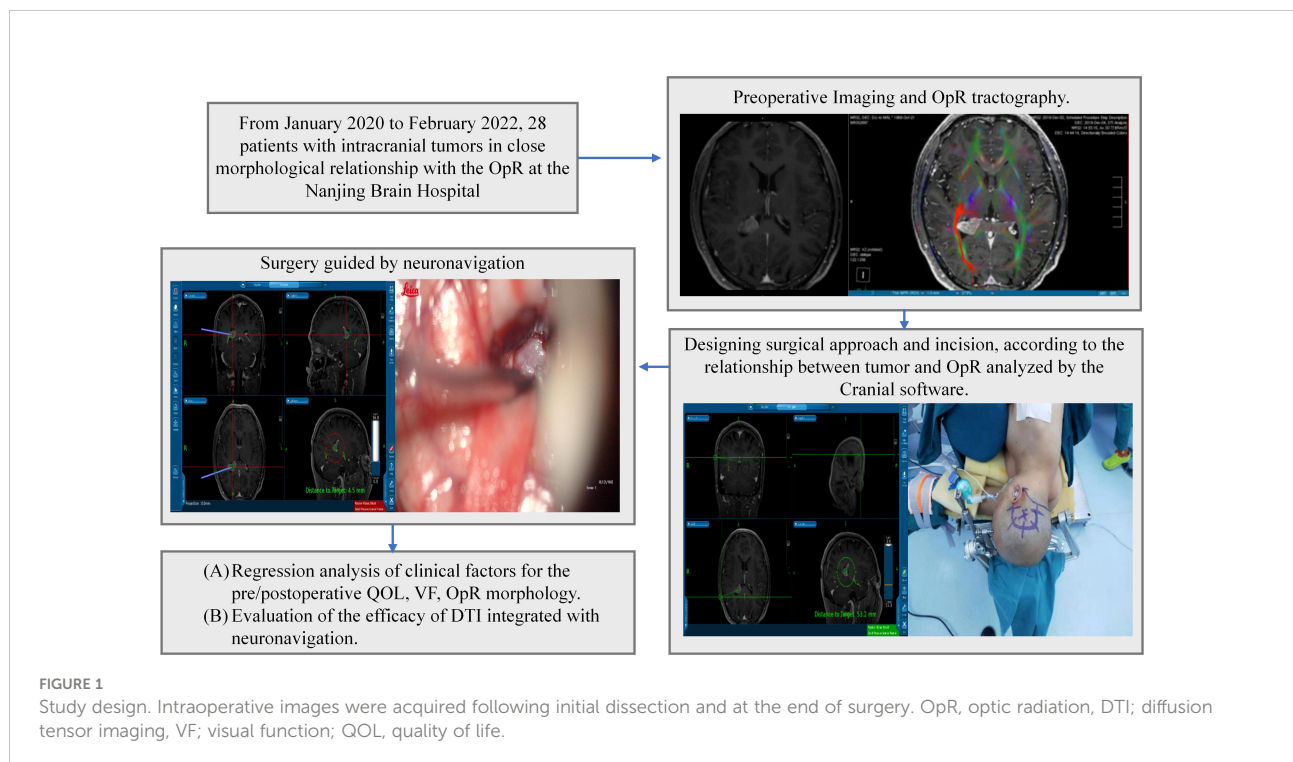 From January 2020 to February 2022, 28
patients with intracranial tumors in close
morphological relationship with the OpR at the
Nanjing Brain Hospital
Preoperative Imaging and OpR tractography.
Designing surgical approach and incision, according to the
relationship between tumor and OpR analyzed by the
Cranial software.
R
R
Distance to Target: 53.2 mm
Surgery guided by neuronavigation
Leica
R
R
Distance to Target: 4.5 mm
(A) Regression analysis of clinical factors for the
pre/postoperative QOL, VF, OpR morphology.
(B) Evaluation of the efficacy of DTI integrated with
neuronavigation.
FIGURE 1
Study design. Intraoperative images were acquired following initial dissection and at the end of surgery. OpR, optic radiation, DTI; diffusion
tensor imaging, VF; visual function; QOL, quality of life.